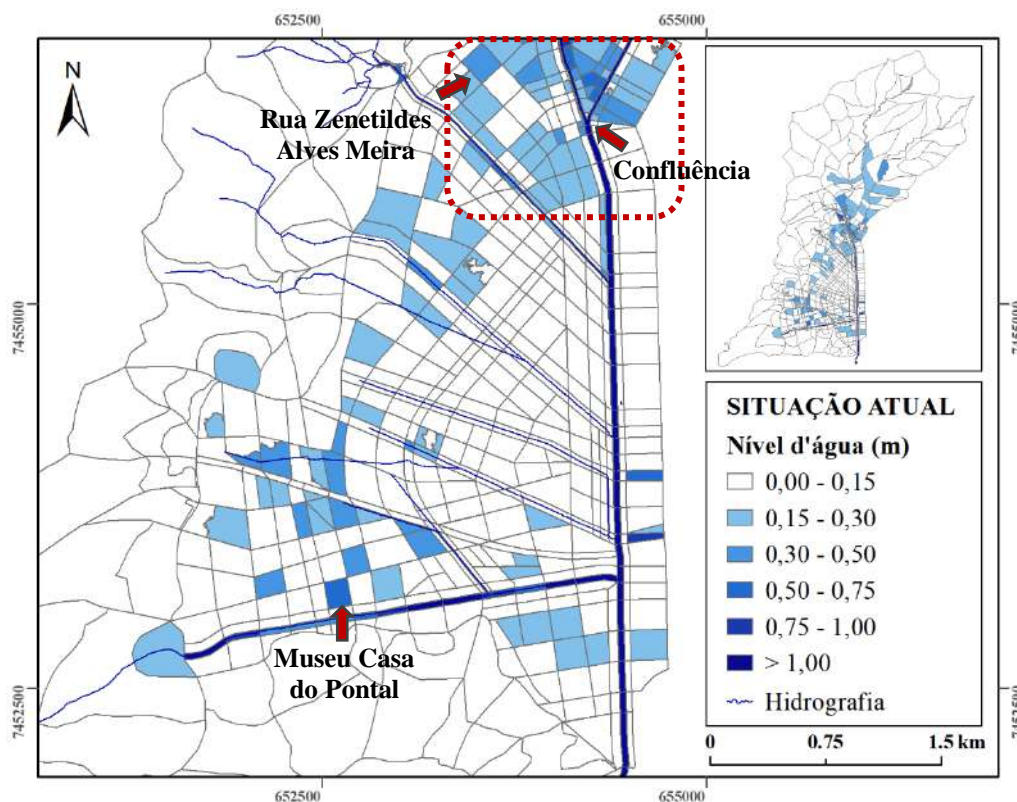 652500
655000
N
Rua Zenetildes
Alves Meira
Confluência
7455000
7455000
SITUAÇÃO ATUAL
Nível d'água (m)
0,00 - 0,15
0,15 - 0,30
0,30 - 0,50
0,50 - 0,75
0,75 - 1,00
> 1,00
Hidrografia
Museu Casa
do Pontal
7452500
7452500
0
0.75
1.5 km
652500
655000